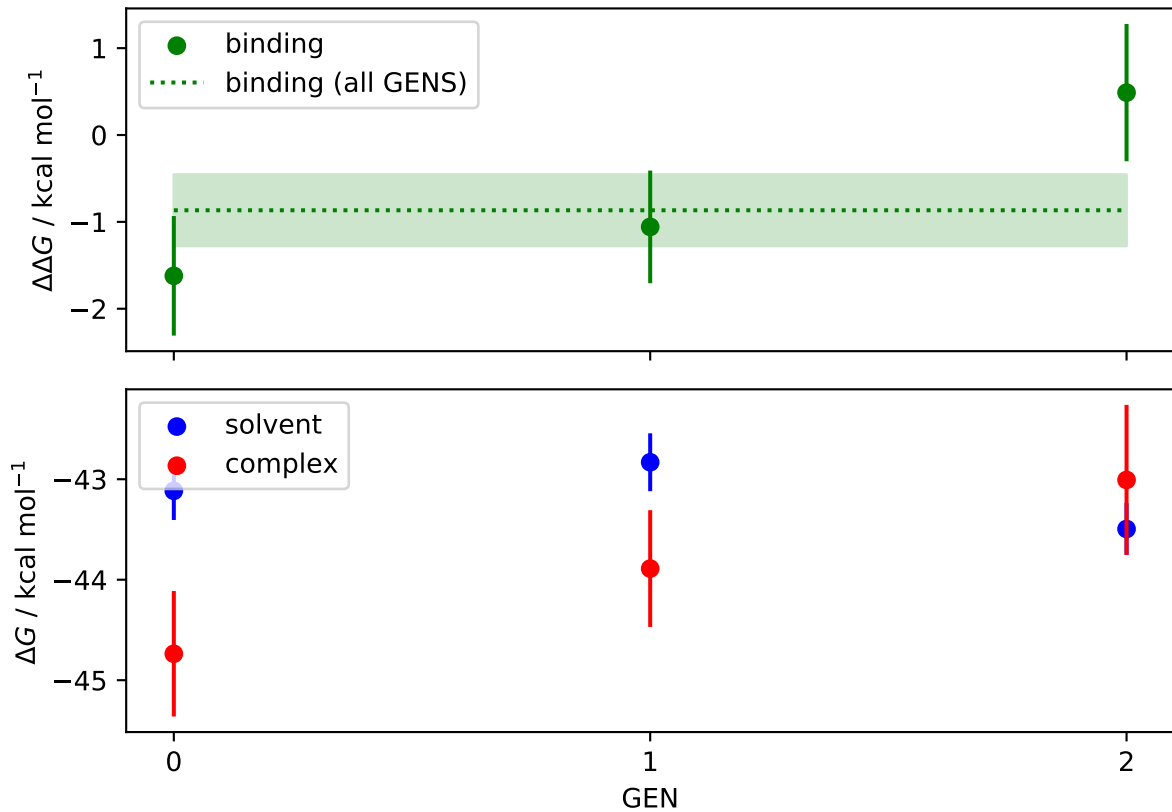 binding
binding (all GENS)
1
0
−1
−2
ΔΔG / kcal mol⁻¹
solvent
complex
−43
−44
−45
ΔG / kcal mol⁻¹
0 1 2
GEN